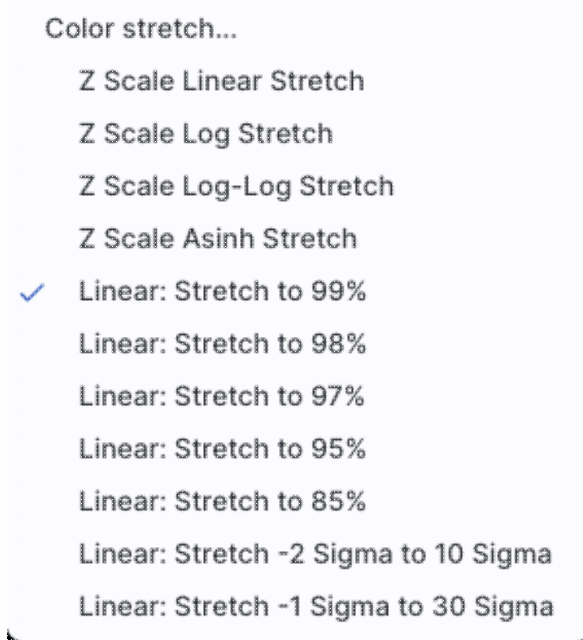 Color stretch...
Z Scale Linear Stretch
Z Scale Log Stretch
Z Scale Log-Log Stretch
Z Scale Asinh Stretch
Linear: Stretch to 99%
Linear: Stretch to 98%
Linear: Stretch to 97%
Linear: Stretch to 95%
Linear: Stretch to 85%
Linear: Stretch -2 Sigma to 10 Sigma
Linear: Stretch -1 Sigma to 30 Sigma